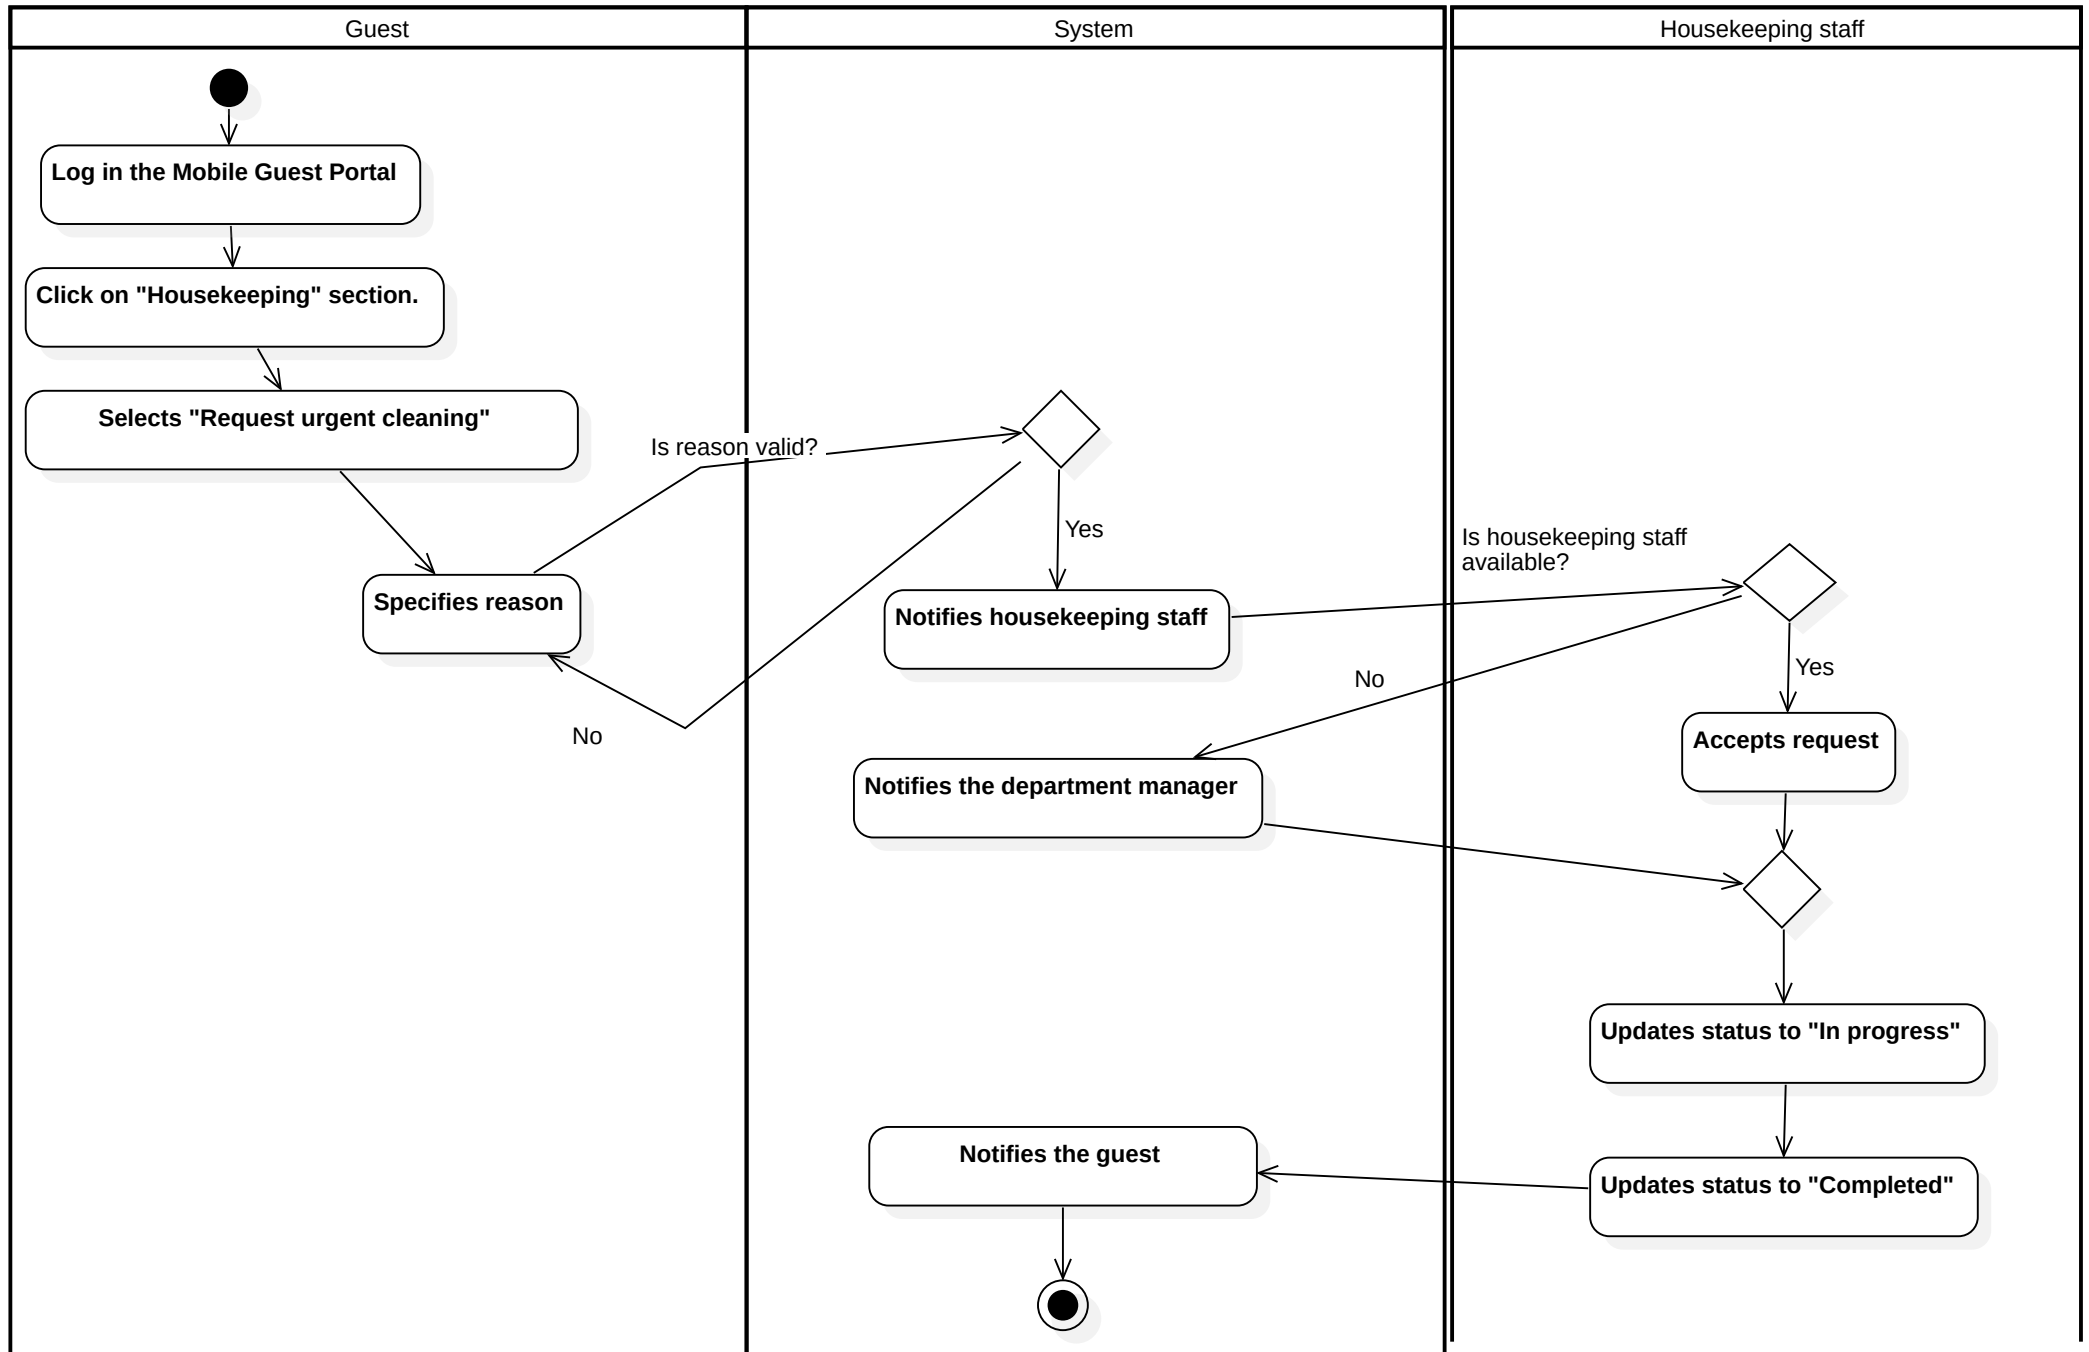 Guest
System
Housekeeping staff
Log in the Mobile Guest Portal
Click on "Housekeeping" section.
Selects "Request urgent cleaning"
Is reason valid?
Yes
Is housekeeping staff
available?
Specifies reason
Notifies housekeeping staff
No
Yes
No
Accepts request
Notifies the department manager
Updates status to "In progress"
Notifies the guest
Updates status to "Completed"